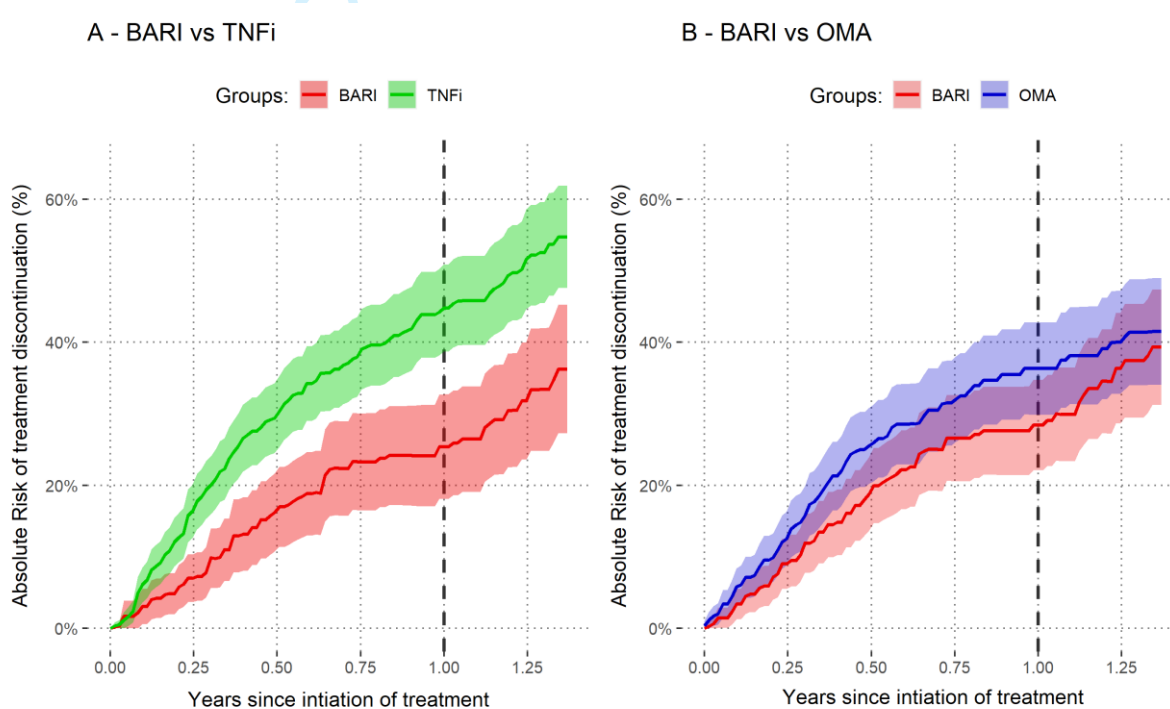 A - BARI vs TNFi
Groups: BARI TNFi
Absolute Risk of treatment discontinuation (%)
60%
40%
20%
0%
0.00 0.25 0.50 0.75 1.00 1.25
Years since intiation of treatment
B - BARI vs OMA
Groups: BARI OMA
Absolute Risk of treatment discontinuation (%)
60%
40%
20%
0%
0.00 0.25 0.50 0.75 1.00 1.25
Years since intiation of treatment